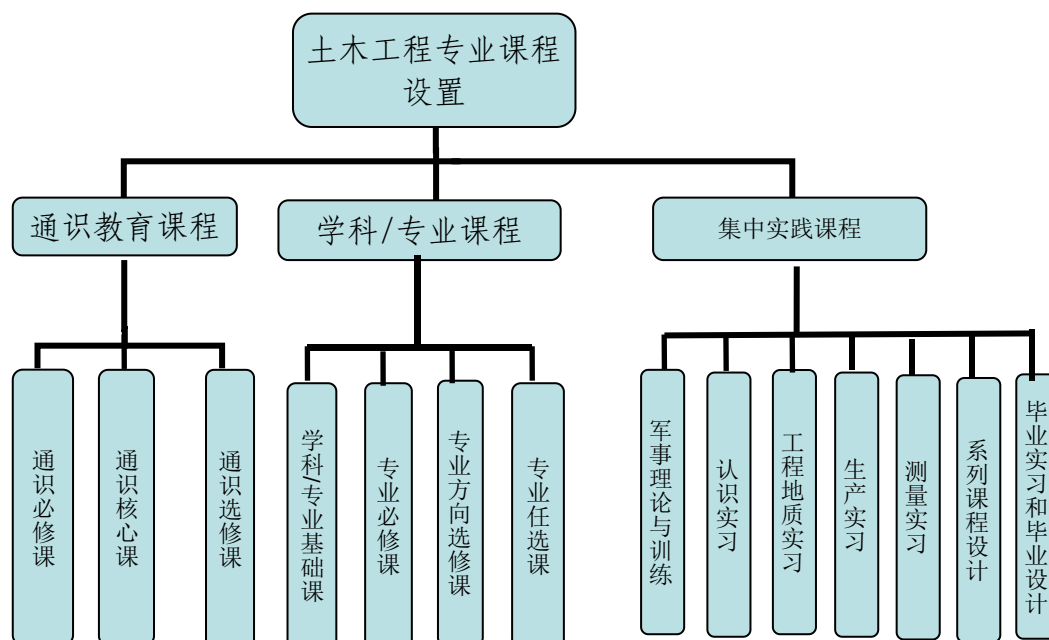 土木工程专业课程
设置
通识教育课程
学科/专业课程
集中实践课程
通识必修课
通识核心课
通识选修课
学科/专业基础课
专业必修课
专业方向选修课
专业任选课
军事理论与训练
认识实习
工程地质实习
生产实习
测量实习
系列课程设计
毕业实习和毕业设计